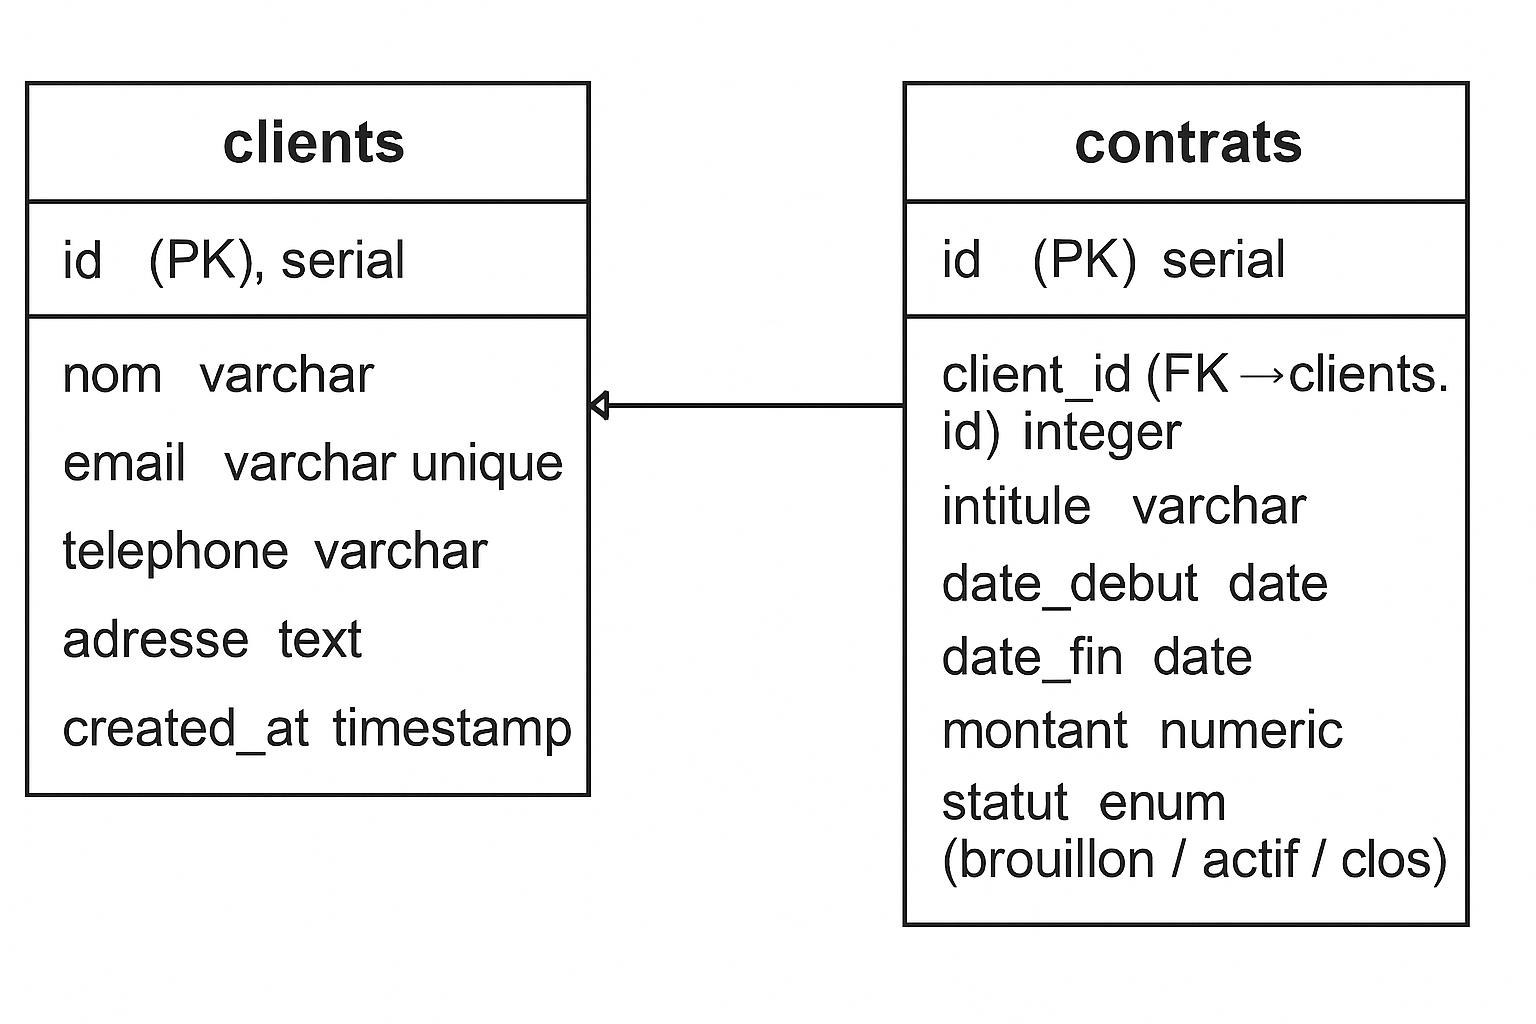 clients
id (PK), serial
nom varchar
email varchar unique
telephone varchar
adresse text
created_at timestamp
contrats
id (PK) serial
client_id (FK→clients.
id) integer
intitule varchar
date_debut date
date_fin date
montant numeric
statut enum
(brouillon / actif / clos)